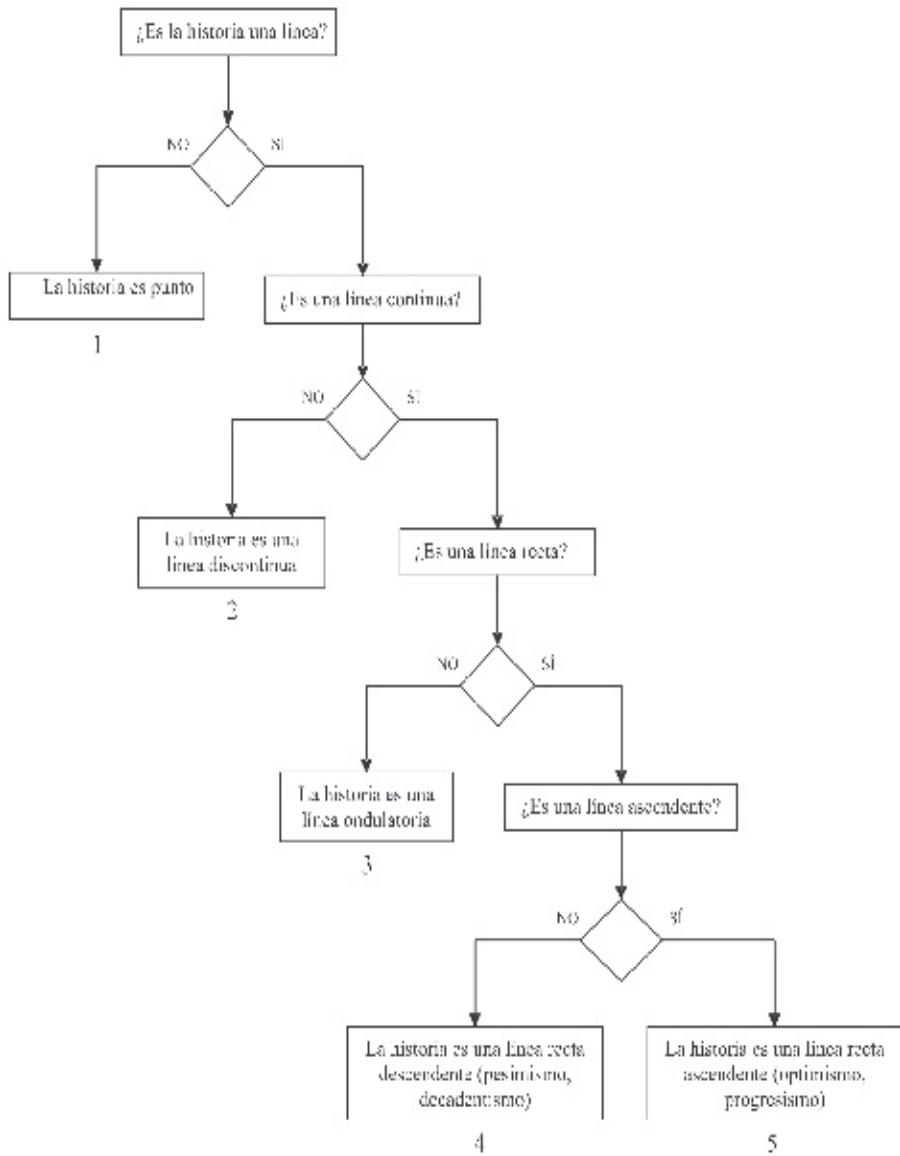 ¿Es la historia una línea?
NO
SÍ
La historia es punto
1
¿Es una línea continua?
NO
SÍ
La historia es una
línea discontinua
2
¿Es una línea recta?
NO
SÍ
La historia es una
línea ondulatoria
3
¿Es una línea ascendente?
NO
SÍ
La historia es una línea recta
descendente (pesimismo,
decadentismo)
4
La historia es una línea recta
ascendente (optimismo,
progresismo)
5